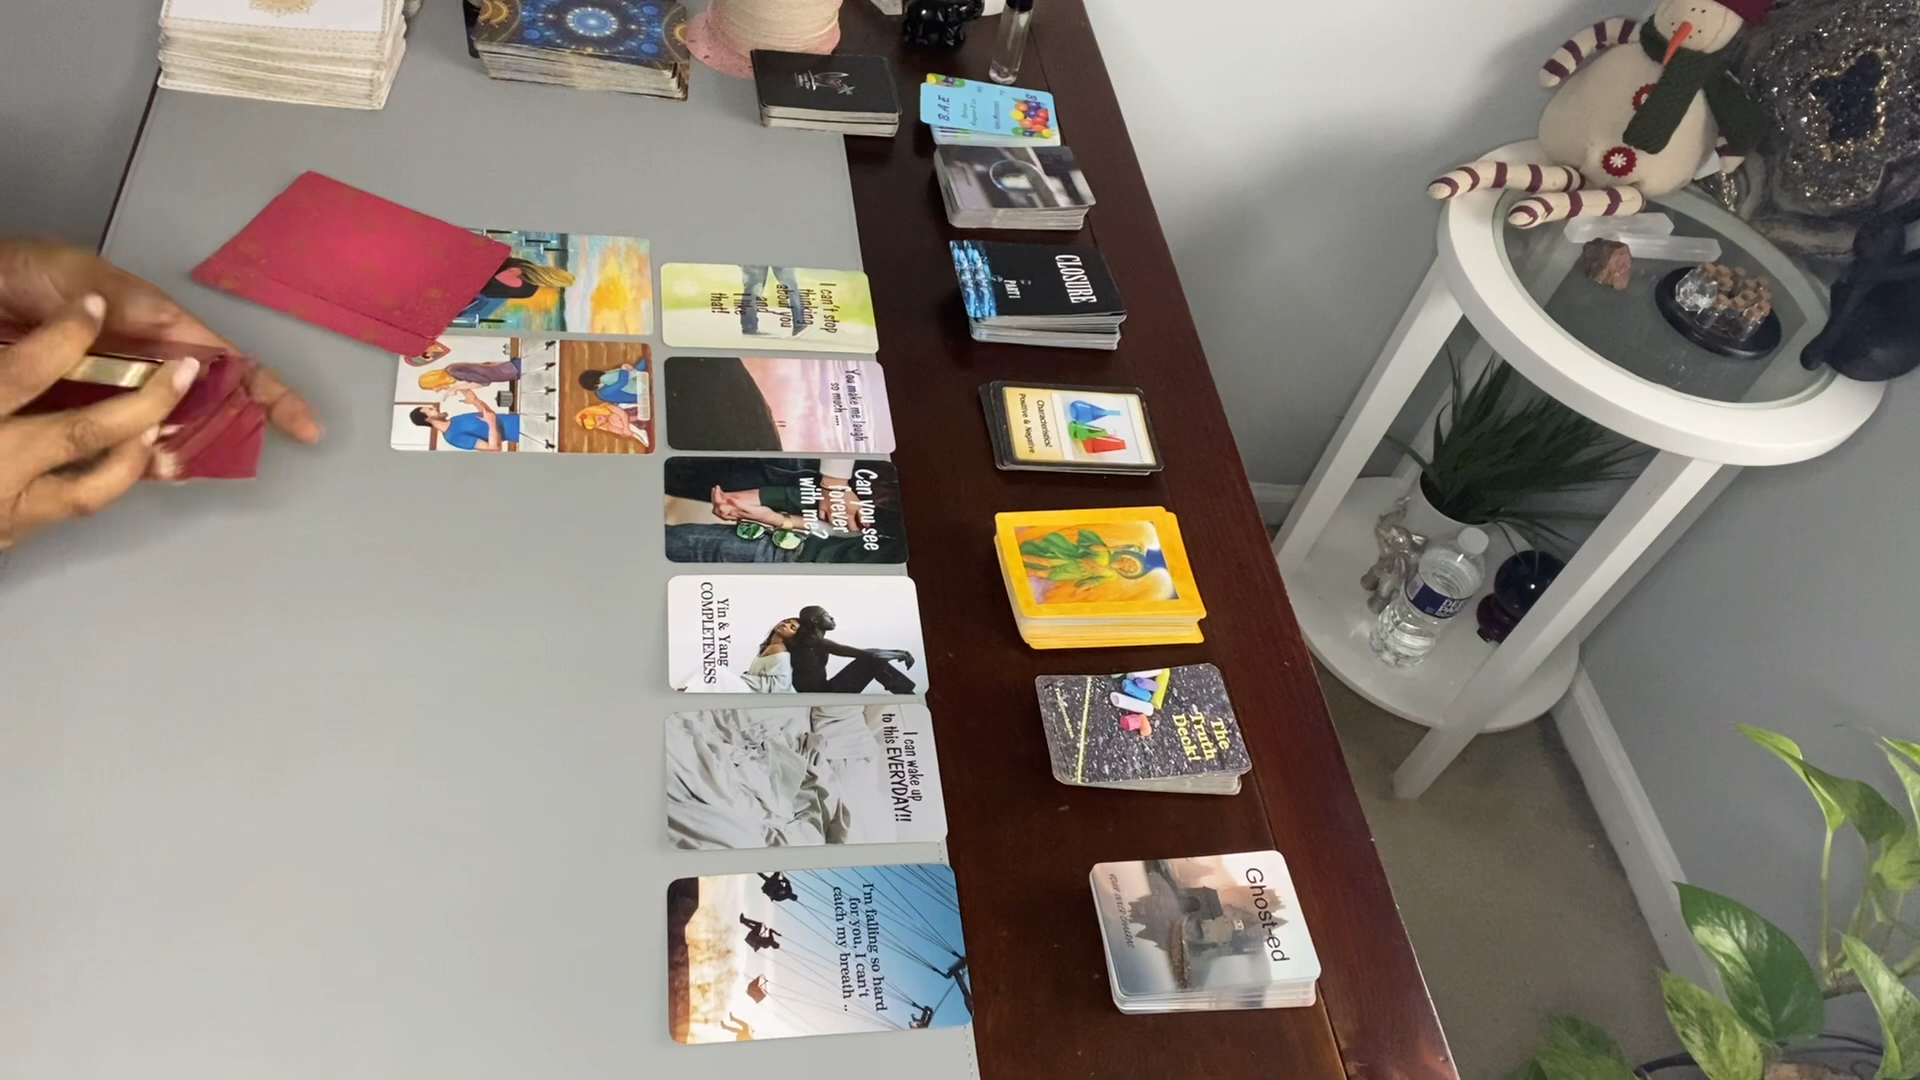 B.A.E
CLOSURE
PART 1
I can't stop
thinking
about you
and
I like
that!
You make me laugh
so much ....
Characteristics!
Positive & Negative
Can you see
forever
with me?
Yin & Yang
COMPLETENESS
The
Truth
Deck!
I can wake up
to this EVERYDAY!!
Ghost-ed
I'm falling so hard
for you, I can't
catch my breath ..